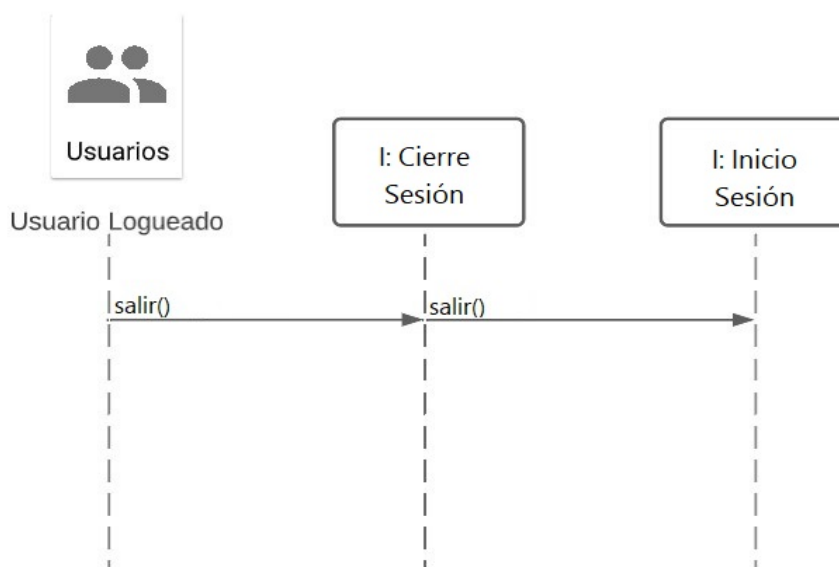 Usuarios
Usuario Logueado
I: Cierre
Sesión
I: Inicio
Sesión
salir()
salir()